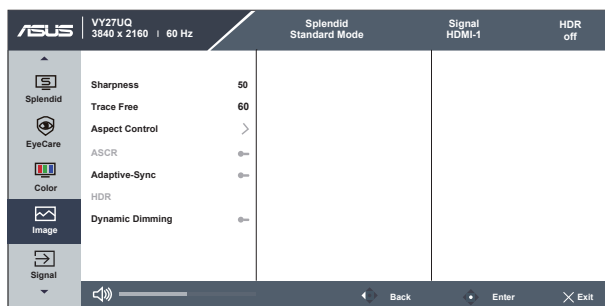 ASUS
VY27UQ
3840 x 2160 | 60 Hz
Splendid
Standard Mode
Signal
HDMI-1
HDR
off
Splendid
EyeCare
Color
Image
Signal
Sharpness 50
Trace Free 60
Aspect Control
ASCR
Adaptive-Sync
HDR
Dynamic Dimming
Back
Enter
Exit